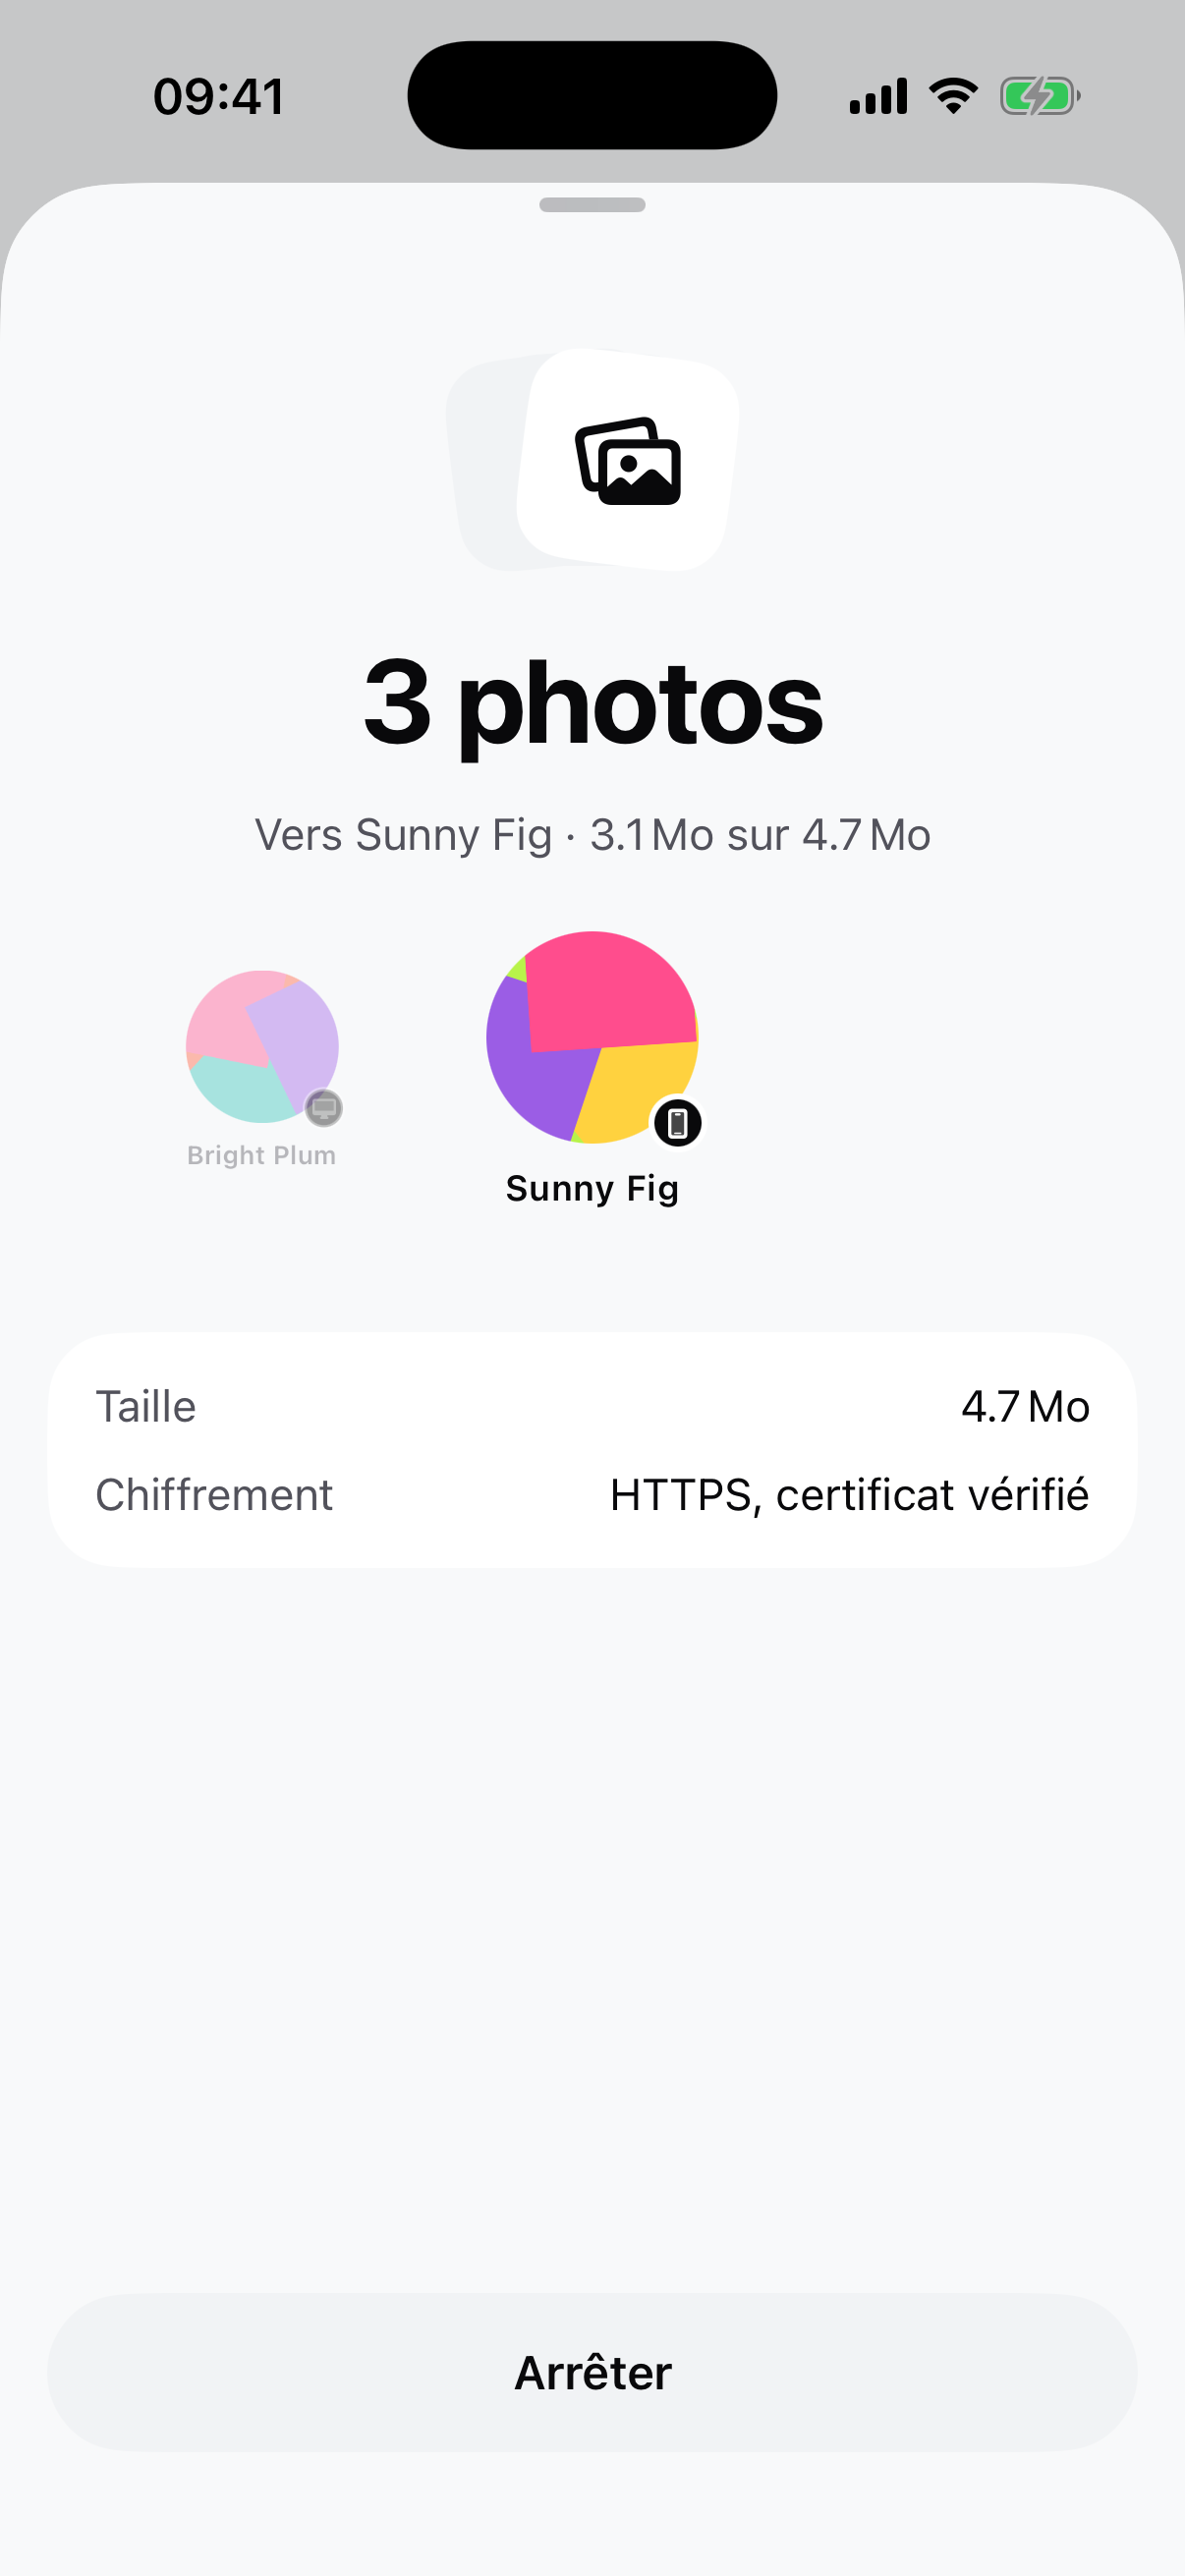 09:41
3 photos
Vers Sunny Fig · 3.1 Mo sur 4.7 Mo
Bright Plum
Sunny Fig
Taille 4.7 Mo
Chiffrement HTTPS, certificat vérifié
Arrêter